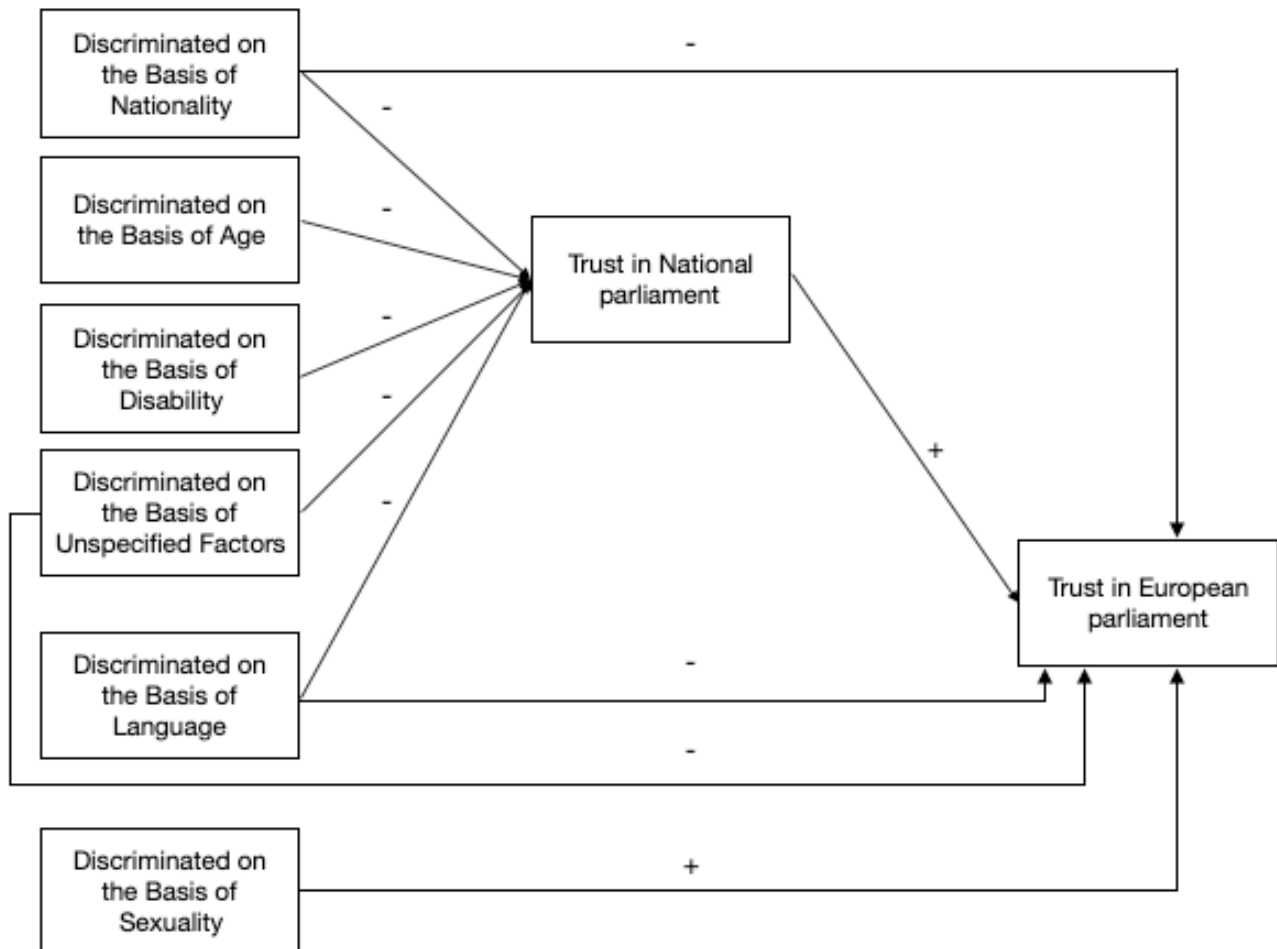 Discriminated on
the Basis of
Nationality
-
-
Discriminated on
the Basis of Age
-
Trust in National
parliament
Discriminated on
the Basis of
Disability
-
-
Discriminated on
the Basis of
Unspecified Factors
-
+
Trust in European
parliament
Discriminated on
the Basis of
Language
-
-
Discriminated on
the Basis of
Sexuality
+